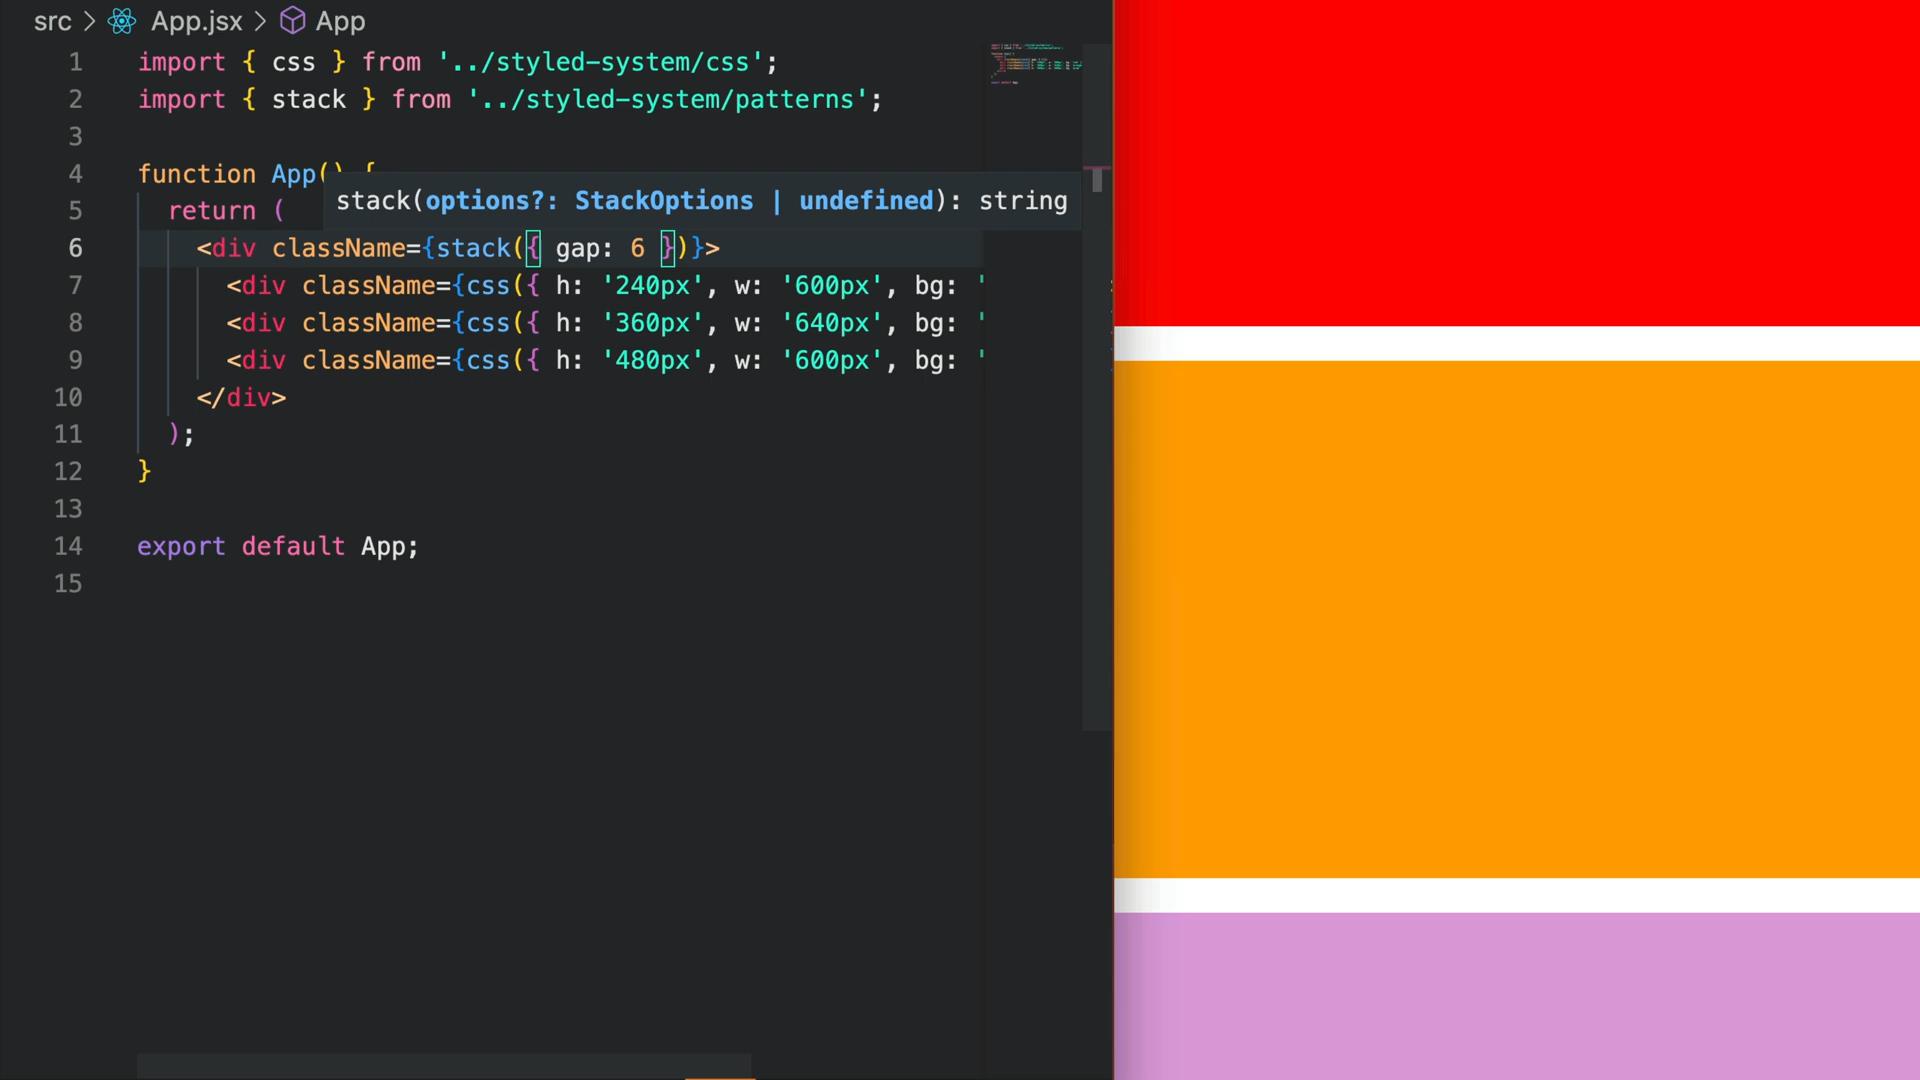 src > App.jsx > App
1 import { css } from '../styled-system/css';
2 import { stack } from '../styled-system/patterns';
3
4 function App() {
stack(options?: StackOptions | undefined): string
5 return (
6 <div className={stack({ gap: 6 })}>
7 <div className={css({ h: '240px', w: '600px', bg: '
8 <div className={css({ h: '360px', w: '640px', bg: '
9 <div className={css({ h: '480px', w: '600px', bg: '
10 </div>
11 );
12 }
13
14 export default App;
15